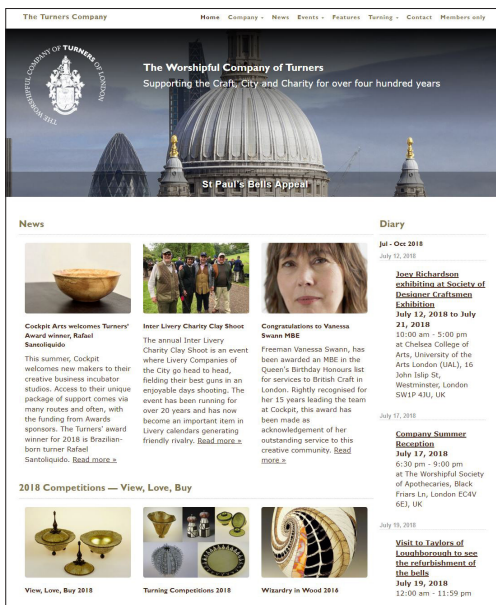 The Turners Company
Home Company News Events Features Turning Contact Members only
THE WORSHIPFUL COMPANY OF TURNERS OF LONDON
The Worshipful Company of Turners
Supporting the Craft, City and Charity for over four hundred years
St Paul's Bells Appeal
News
Cockpit Arts welcomes Turners'
Award winner, Rafael
Santoliquido
This summer, Cockpit
welcomes new makers to their
creative business incubator
studios. Access to their unique
package of support comes via
many routes and often, with
the funding from Awards
sponsors. The Turners' award
winner for 2018 is Brazilian-
born turner Rafael
Santoliquido. Read more »
Inter Livery Charity Clay Shoot
The annual Inter Livery
Charity Clay Shoot is an event
where Livery Companies of
the City go head to head,
fielding their best guns in an
enjoyable days shooting. The
event has been running for
over 20 years and has now
become an important item in
Livery calendars generating
friendly rivalry. Read more »
Congratulations to Vanessa
Swann MBE
Freeman Vanessa Swann, has
been awarded an MBE in the
Queen's Birthday Honours list
for services to British Craft in
London. Rightly recognised for
her 15 years leading the team
at Cockpit, this award has
been made as
acknowledgement of her
outstanding service to this
creative community. Read
more »
2018 Competitions — View, Love, Buy
View, Love, Buy 2018
Turning Competitions 2018
Wizardry in Wood 2016
Diary
Jul - Oct 2018
July 12, 2018
Joey Richardson
exhibiting at Society of
Designer Craftsmen
Exhibition
July 12, 2018 to July
21, 2018
10:00 am - 5:00 pm
at Chelsea College of
Arts, University of the
Arts London (UAL), 16
John Islip St,
Westminster, London
SW1P 4JU, UK
July 17, 2018
Company Summer
Reception
July 17, 2018
6:30 pm - 9:00 pm
at The Worshipful Society
of Apothecaries, Black
Friars Ln, London EC4V
6EJ, UK
July 19, 2018
Visit to Taylors of
Loughborough to see
the refurbishment of
the bells
July 19, 2018
12:00 am - 11:59 pm